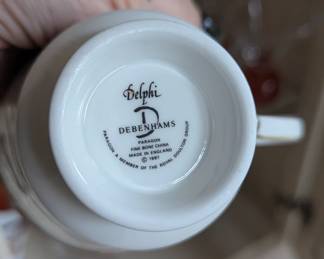 Delphi
D
DEBENHAMS
PARAGON
FINE BONE CHINA
MADE IN ENGLAND
© 1987
PARAGON A MEMBER OF THE ROYAL DOULTON GROUP